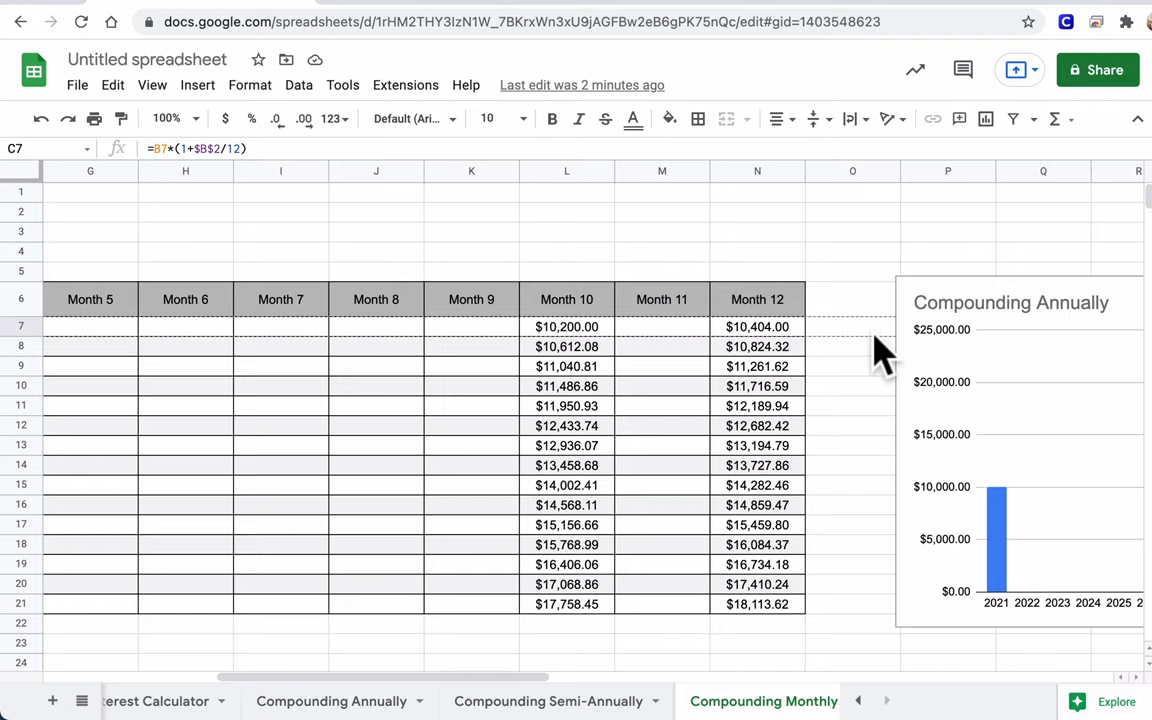 docs.google.com/spreadsheets/d/1rHM2THY3IzN1W_7BKrxWn3xU9jAGFBw2eB6gPK75nQc/edit#gid=1403548623
Untitled spreadsheet
File Edit View Insert Format Data Tools Extensions Help Last edit was 2 minutes ago
Share
100% $ % .0 .00 123 Default (Ari... 10 B I S A
C7 fx =B7*(1+$B$2/12)
G H I J K L M N O P Q R
1
2
3
4
5
6 Month 5 Month 6 Month 7 Month 8 Month 9 Month 10 Month 11 Month 12
7 $10,200.00 $10,404.00
8 $10,612.08 $10,824.32
9 $11,040.81 $11,261.62
10 $11,486.86 $11,716.59
11 $11,950.93 $12,189.94
12 $12,433.74 $12,682.42
13 $12,936.07 $13,194.79
14 $13,458.68 $13,727.86
15 $14,002.41 $14,282.46
16 $14,568.11 $14,859.47
17 $15,156.66 $15,459.80
18 $15,768.99 $16,084.37
19 $16,406.06 $16,734.18
20 $17,068.86 $17,410.24
21 $17,758.45 $18,113.62
22
23
24
Compounding Annually
$25,000.00
$20,000.00
$15,000.00
$10,000.00
$5,000.00
$0.00
2021 2022 2023 2024 2025 2
terest Calculator Compounding Annually Compounding Semi-Annually Compounding Monthly Explore